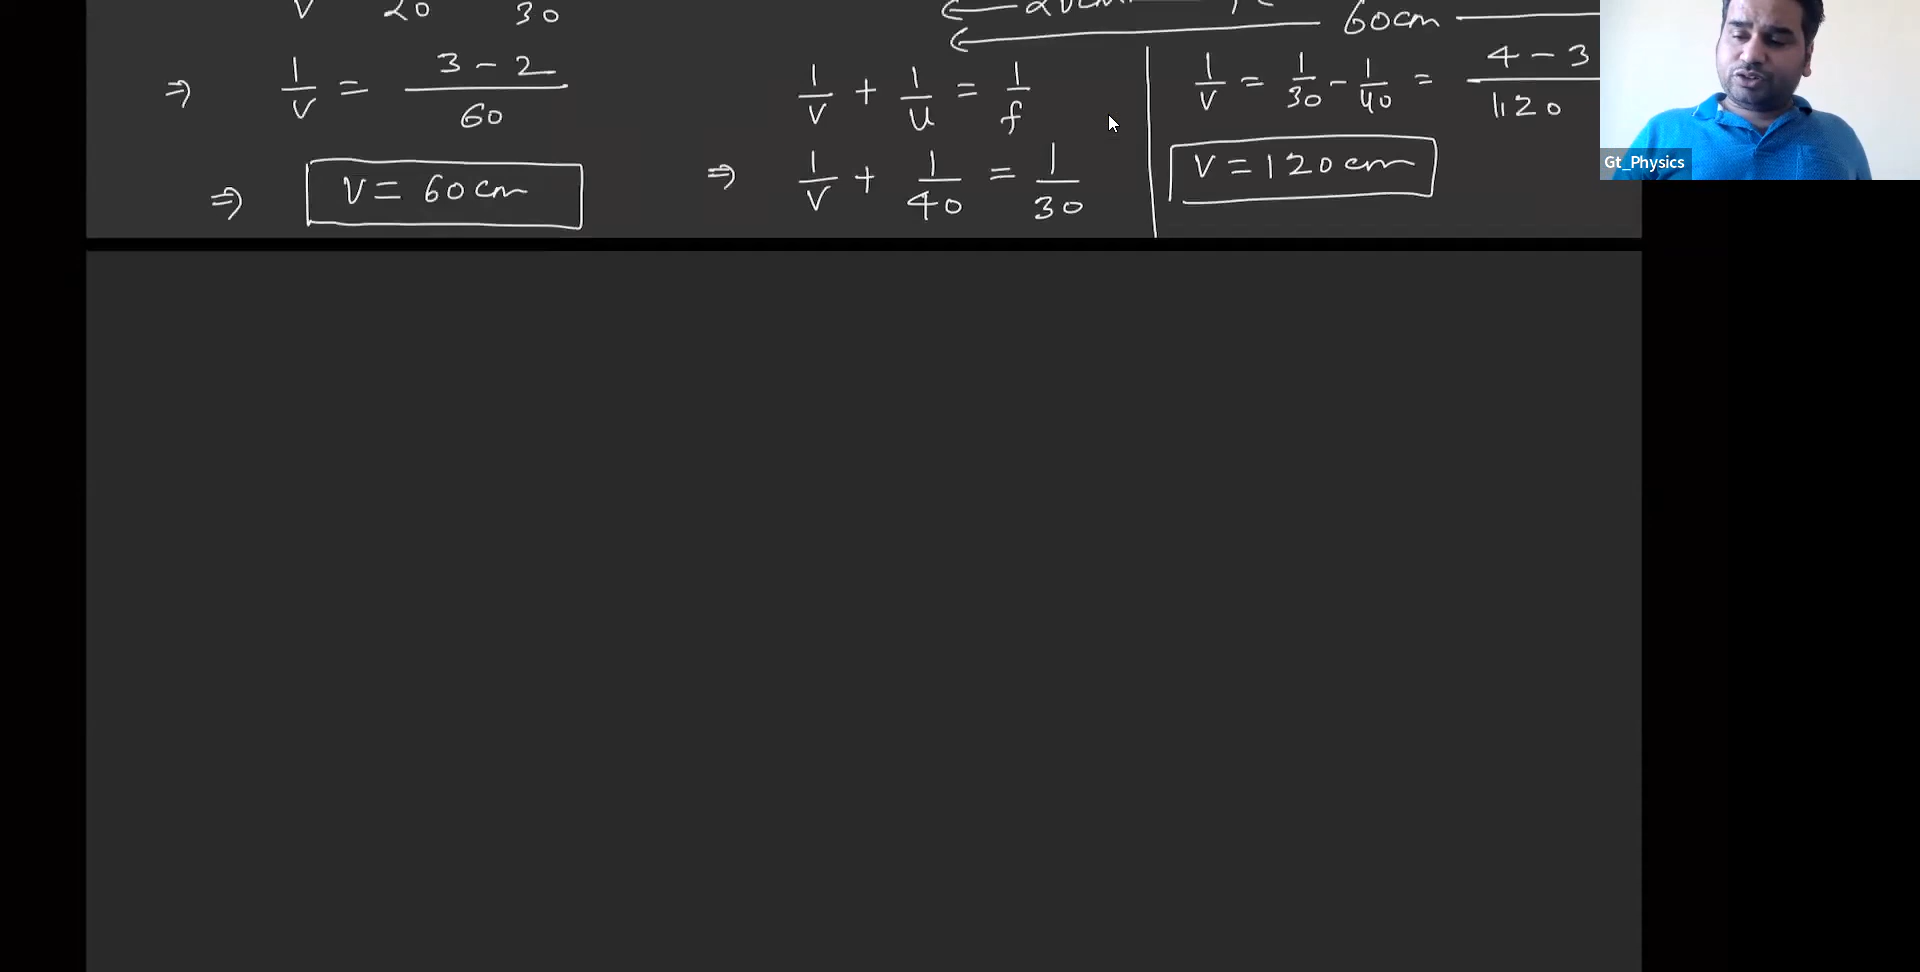 V 20 30
⇒ 1/V = (3 - 2)/60
⇒ V = 60 cm
60cm
1/V + 1/u = 1/f
⇒ 1/V + 1/40 = 1/30
1/V = 1/30 - 1/40 = (4 - 3)/120
V = 120 cm
Gt_Physics